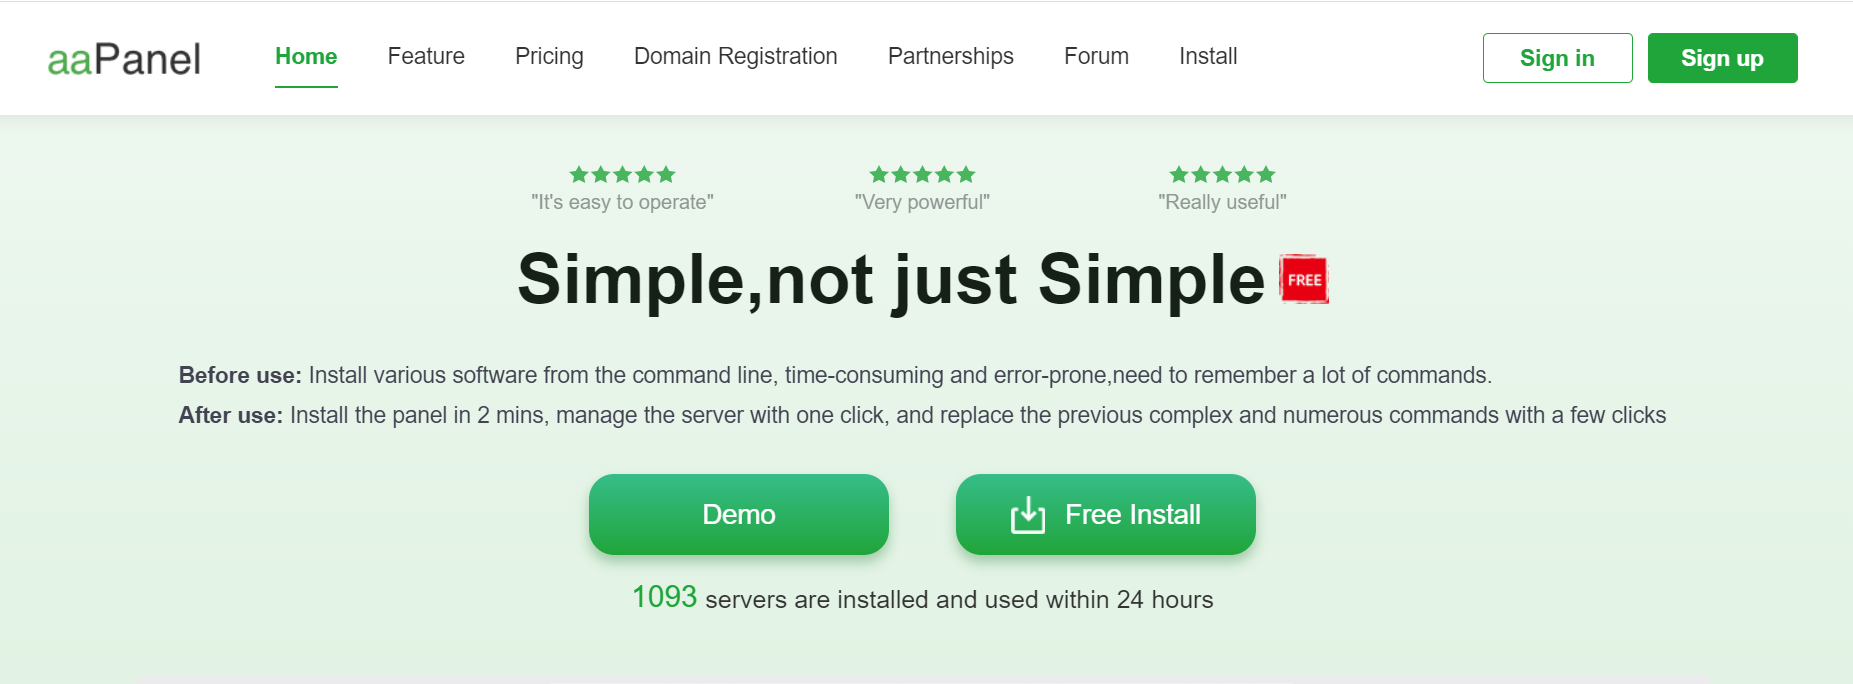 aaPanel Home Feature Pricing Domain Registration Partnerships Forum Install Sign in Sign up
"It's easy to operate" "Very powerful" "Really useful"
Simple,not just Simple FREE
Before use: Install various software from the command line, time-consuming and error-prone,need to remember a lot of commands.
After use: Install the panel in 2 mins, manage the server with one click, and replace the previous complex and numerous commands with a few clicks
Demo Free Install
1093 servers are installed and used within 24 hours